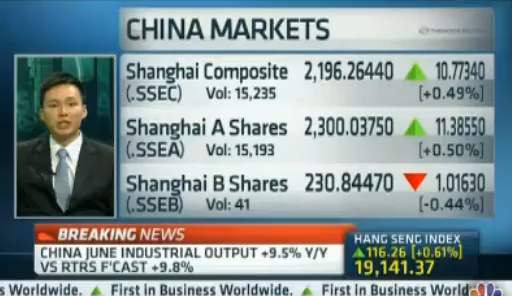 CHINA MARKETS
THOMSON REUTERS
Shanghai Composite 2,196.26440 ▲ 10.77340
(.SSEC) Vol: 15,235 [+0.49%]
Shanghai A Shares 2,300.03750 ▲ 11.38550
(.SSEA) Vol: 15,193 [+0.50%]
Shanghai B Shares 230.84470 ▼ 1.01630
(.SSEB) Vol: 41 [-0.44%]
BREAKING NEWS
CHINA JUNE INDUSTRIAL OUTPUT +9.5% Y/Y
VS RTRS F'CAST +9.8%
HANG SENG INDEX
▲116.26 [+0.61%]
19,141.37
s Worldwide. ▲ First in Business Worldwide. ▲ First in Business